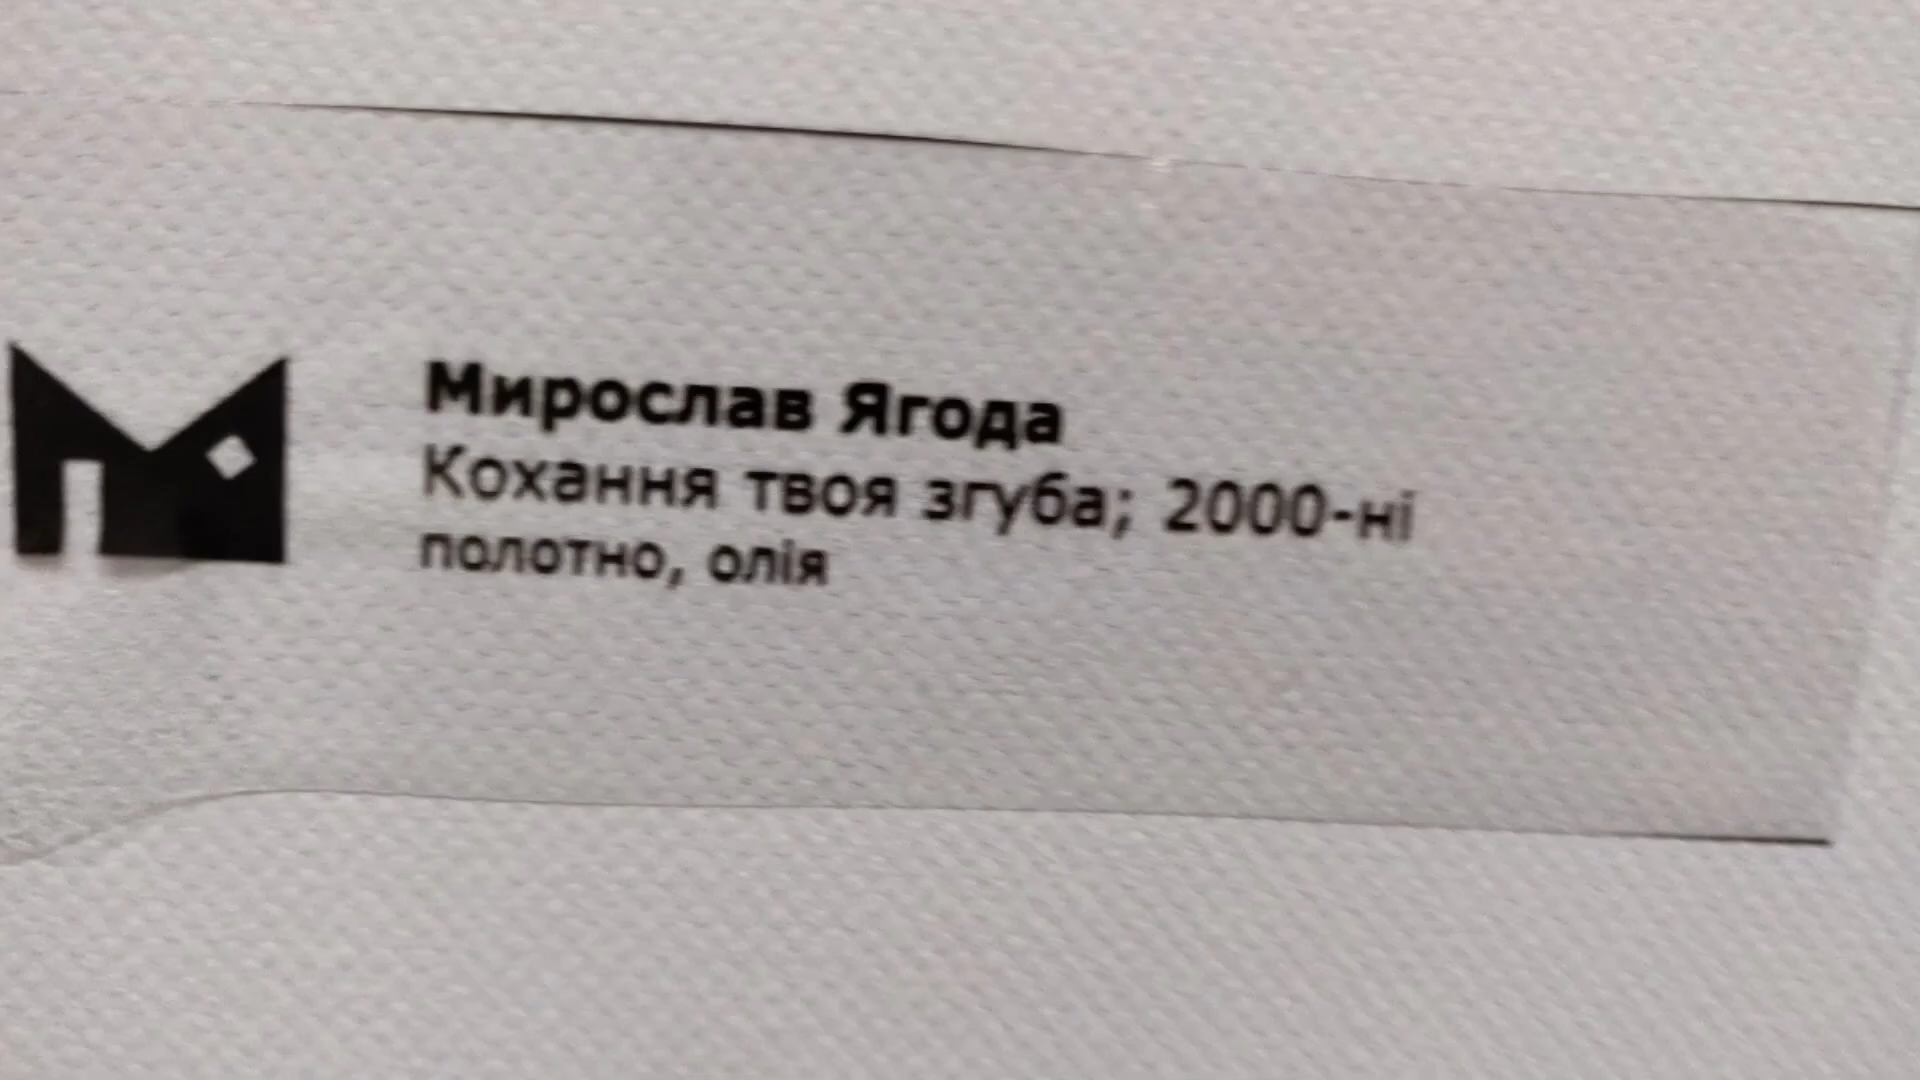 Мирослав Ягода
Кохання твоя згуба; 2000-ні
полотно, олія